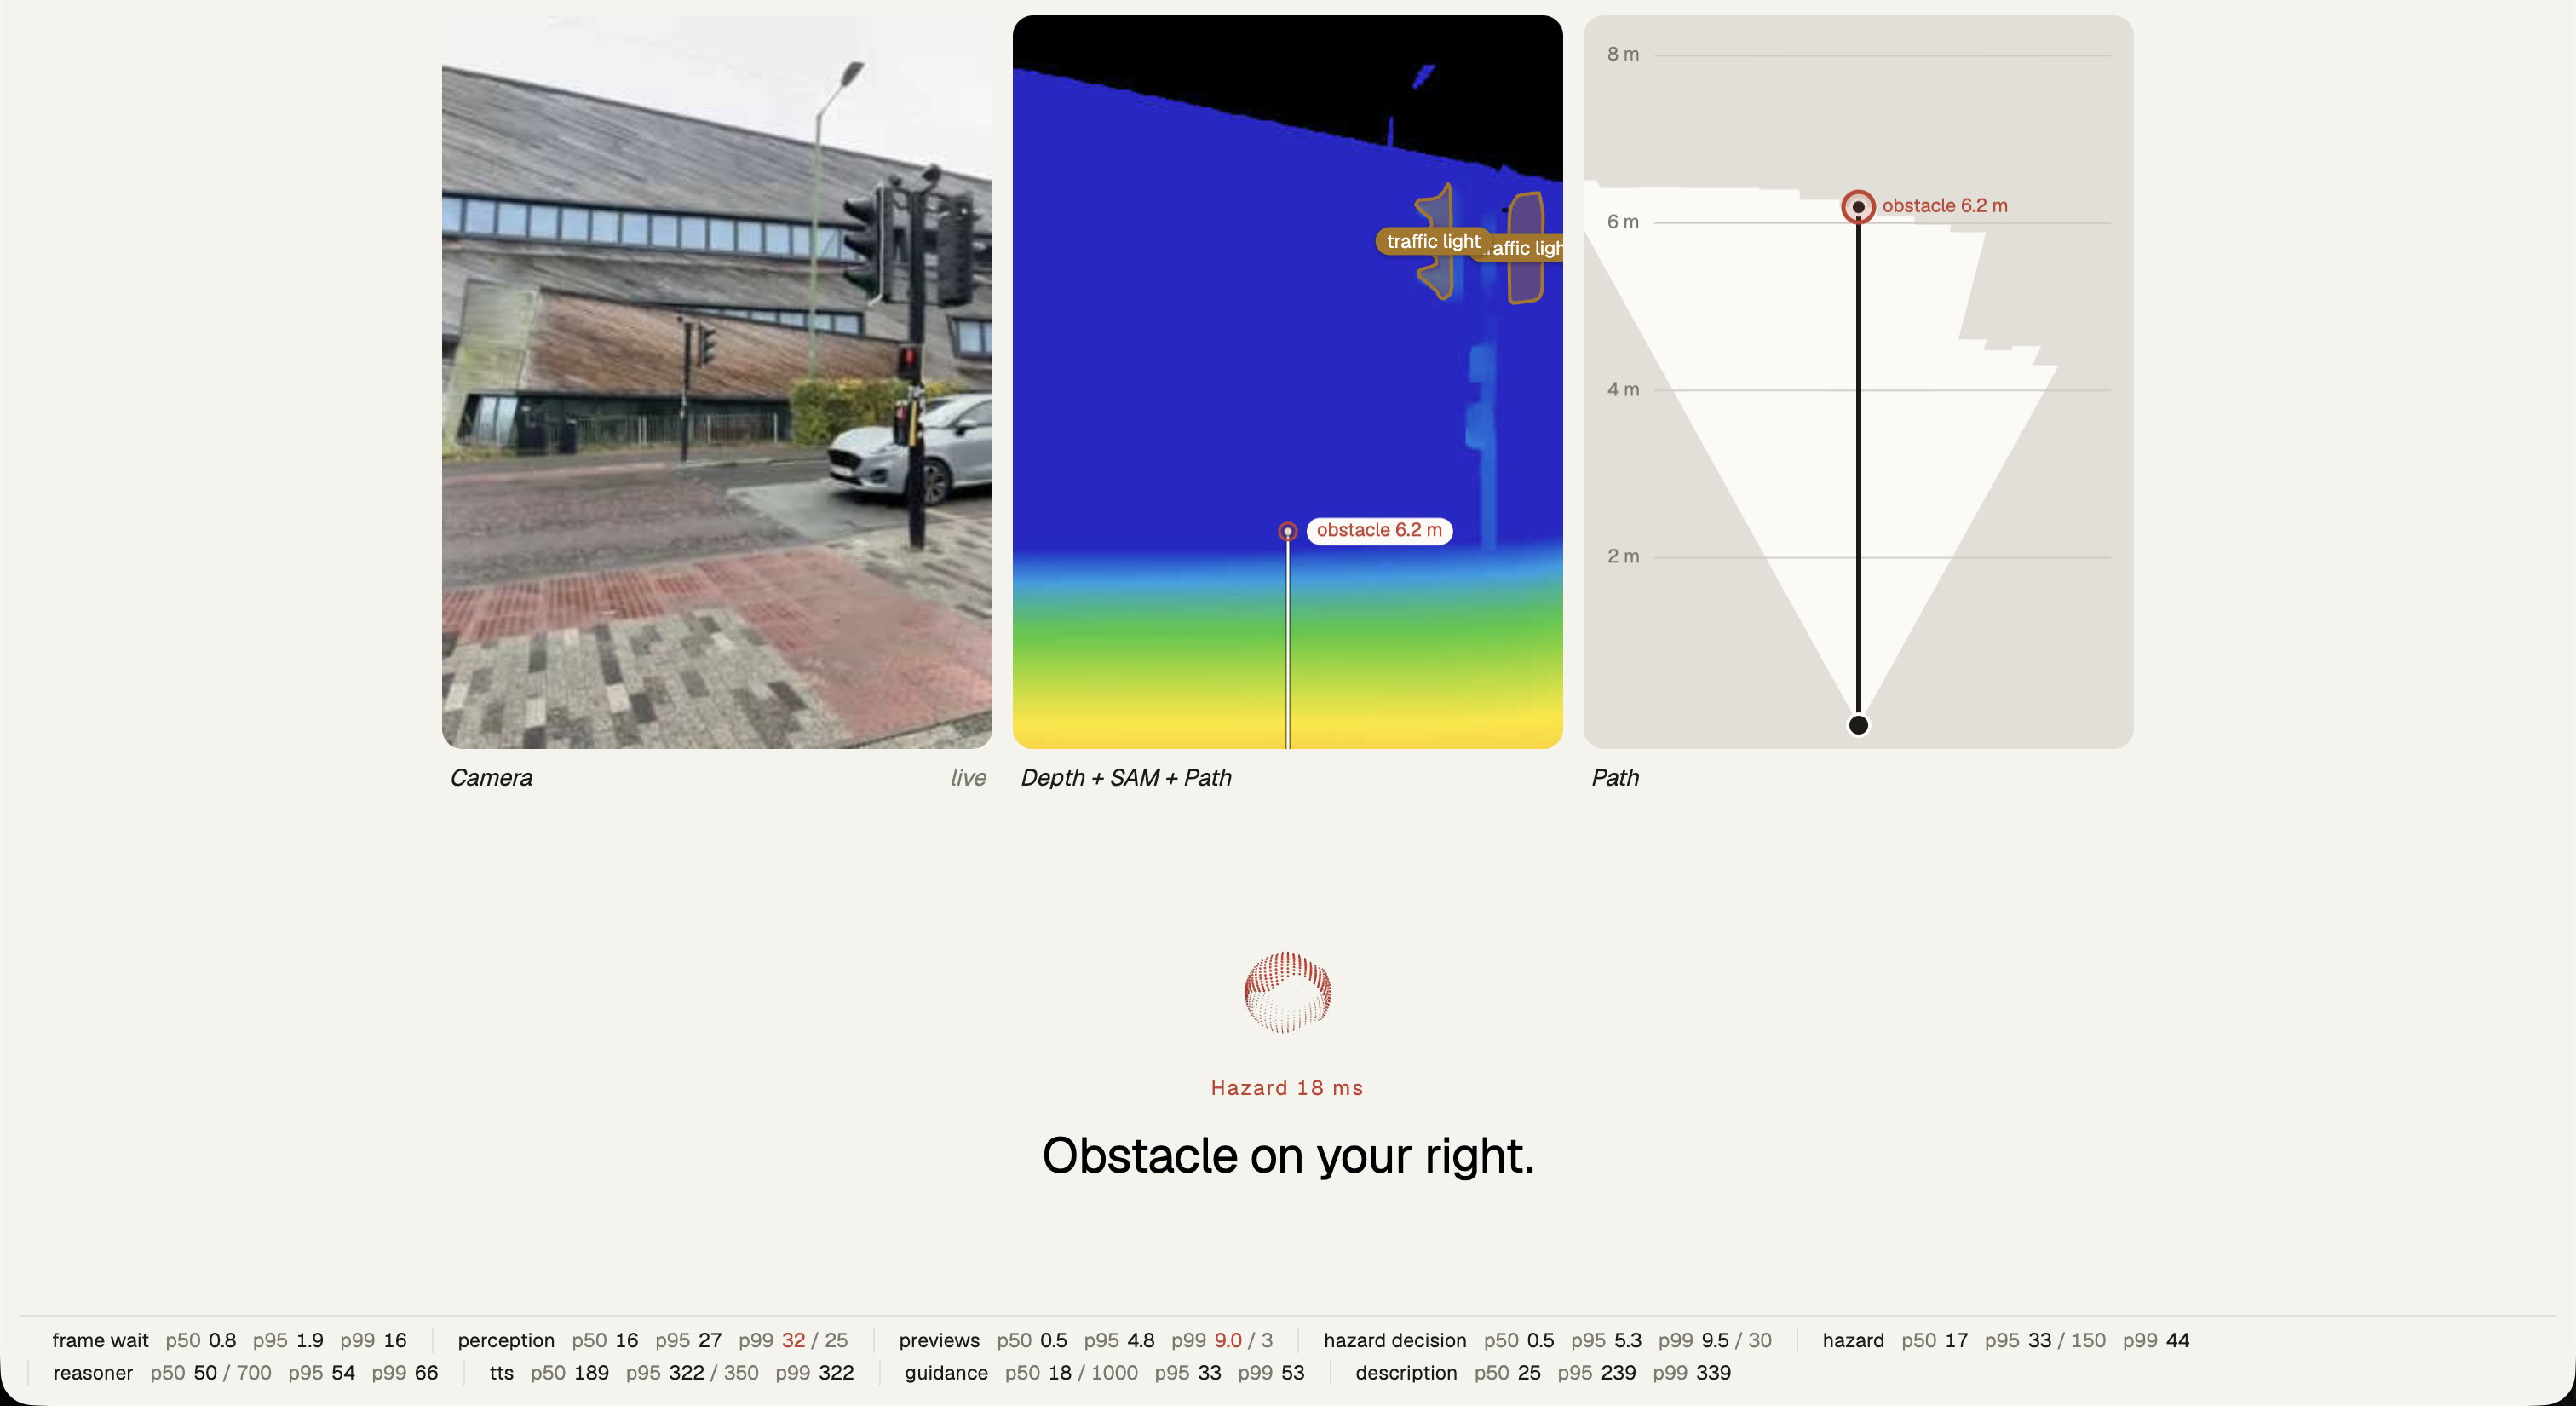 8 m
obstacle 6.2 m
6 m
traffic light
raffic ligh
4 m
obstacle 6.2 m
2 m
Camera live
Depth + SAM + Path
Path
Hazard 18 ms
Obstacle on your right.
frame wait p50 0.8 p95 1.9 p99 16 perception p50 16 p95 27 p99 32 / 25 previews p50 0.5 p95 4.8 p99 9.0 / 3 hazard decision p50 0.5 p95 5.3 p99 9.5 / 30 hazard p50 17 p95 33 / 150 p99 44
reasoner p50 50 / 700 p95 54 p99 66 tts p50 189 p95 322 / 350 p99 322 guidance p50 18 / 1000 p95 33 p99 53 description p50 25 p95 239 p99 339